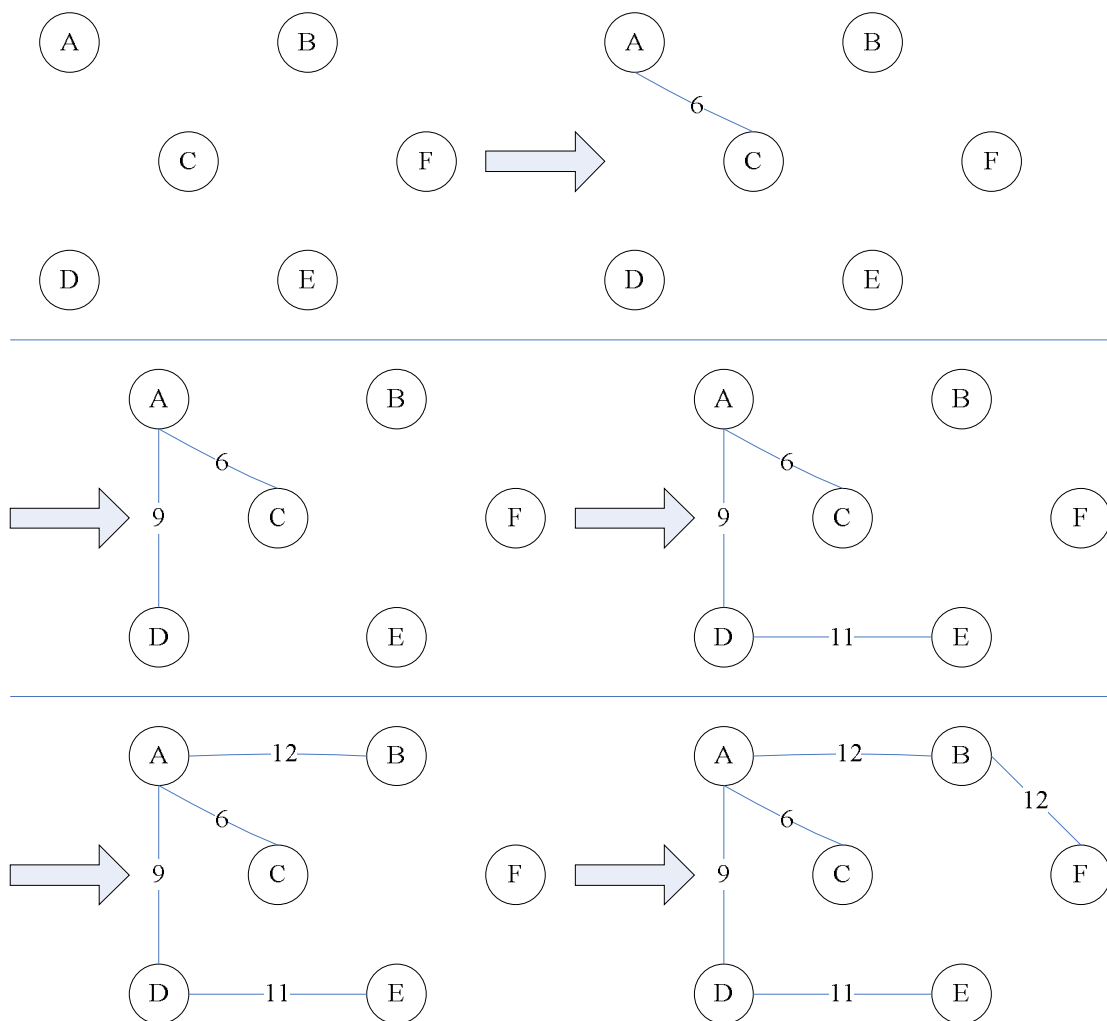 A B A B
6
C F C F
D E D E
A B A B
6 6
9 C F 9 C F
D E D 11 E
A 12 B A 12 B
12
6 6
9 C F 9 C F
D 11 E D 11 E